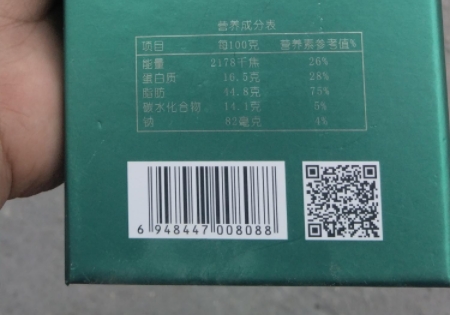 营养成分表
项目 每100克 营养素参考值%
能量 2178千焦 26%
蛋白质 16.5克 28%
脂肪 44.8克 75%
碳水化合物 14.1克 5%
钠 82毫克 4%
6 948447 008088